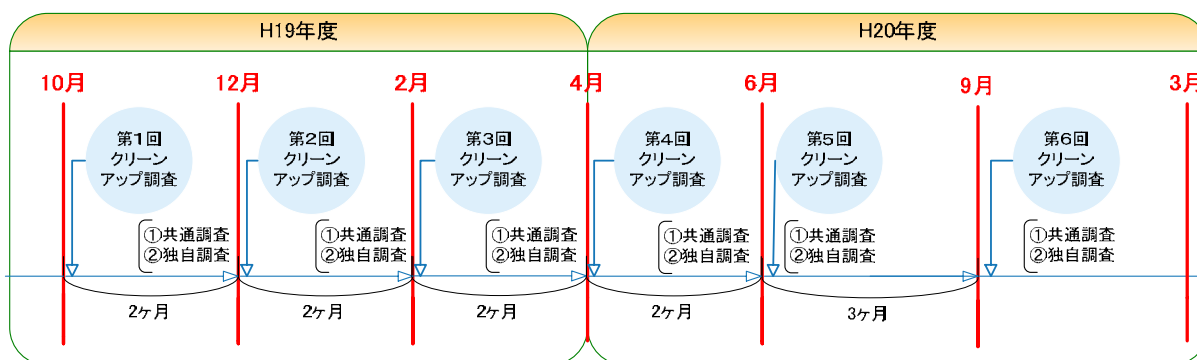 H19年度
H20年度
10月
12月
2月
4月
6月
9月
3月
第1回
クリーン
アップ調査
第2回
クリーン
アップ調査
第3回
クリーン
アップ調査
第4回
クリーン
アップ調査
第5回
クリーン
アップ調査
第6回
クリーン
アップ調査
①共通調査
②独自調査
①共通調査
②独自調査
①共通調査
②独自調査
①共通調査
②独自調査
①共通調査
②独自調査
①共通調査
②独自調査
2ヶ月
2ヶ月
2ヶ月
2ヶ月
3ヶ月